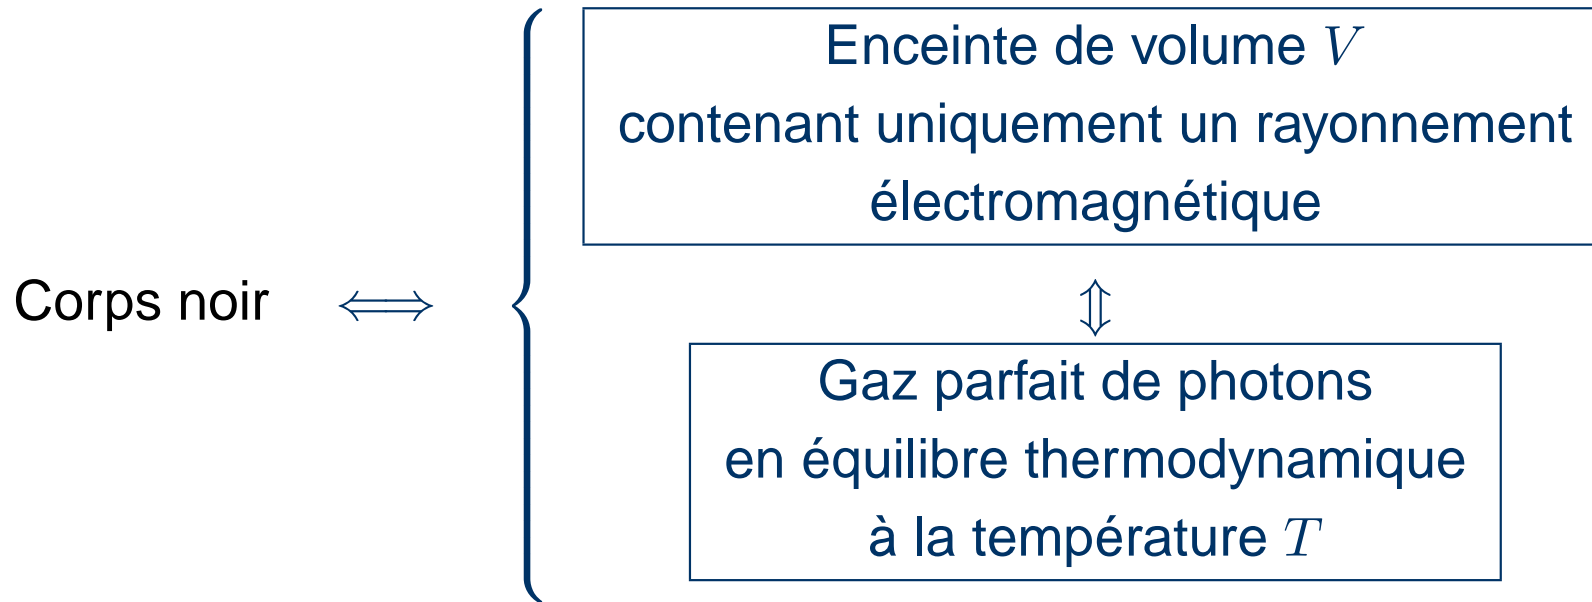 Enceinte de volume V
contenant uniquement un rayonnement
électromagnétique
Corps noir ⟺
⇕
Gaz parfait de photons
en équilibre thermodynamique
à la température T